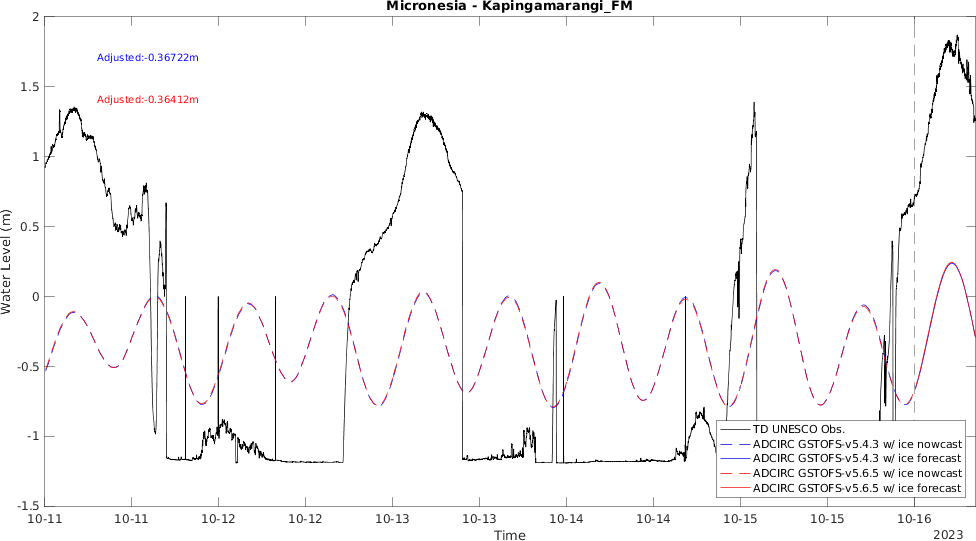 Micronesia - Kapingamarangi_FM
Adjusted:-0.36722m
Adjusted:-0.36412m
Water Level (m)
2
1.5
1
0.5
0
-0.5
-1
-1.5
TD UNESCO Obs.
ADCIRC GSTOFS-v5.4.3 w/ ice nowcast
ADCIRC GSTOFS-v5.4.3 w/ ice forecast
ADCIRC GSTOFS-v5.6.5 w/ ice nowcast
ADCIRC GSTOFS-v5.6.5 w/ ice forecast
10-11 10-11 10-12 10-12 10-13 10-13 10-14 10-14 10-15 10-15 10-16
Time
2023